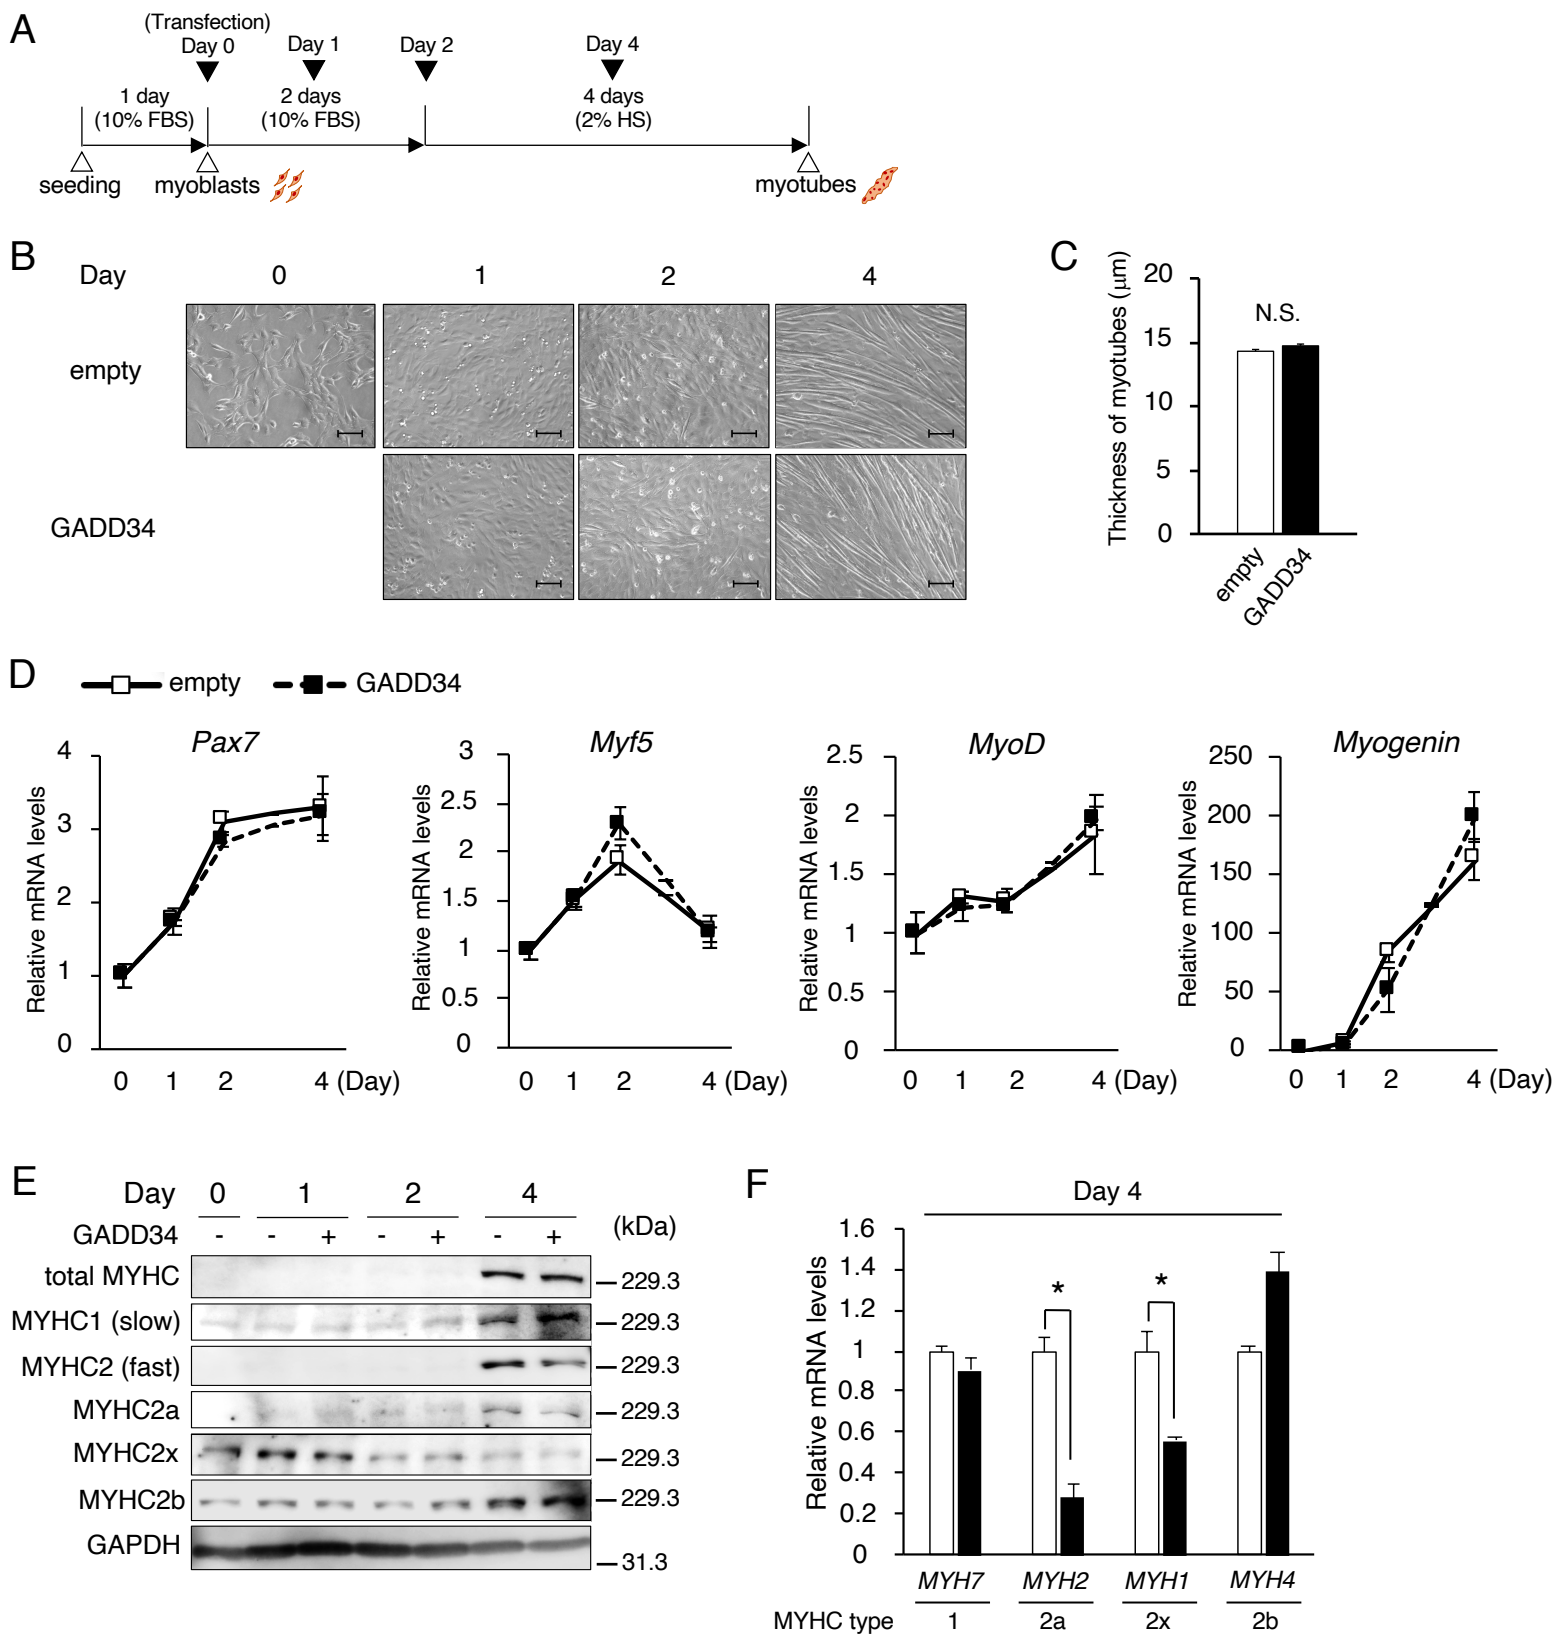 A
(Transfection)
Day 0 Day 1 Day 2 Day 4
1 day 2 days 4 days
(10% FBS) (10% FBS) (2% HS)
seeding myoblasts myotubes
B
Day 0 1 2 4
empty
GADD34
C
Thickness of myotubes (μm)
20
15
10
5
0
N.S.
empty
GADD34
D
empty GADD34
Pax7
Relative mRNA levels
4
3
2
1
0
0 1 2 4 (Day)
Myf5
Relative mRNA levels
3
2.5
2
1.5
1
0.5
0
0 1 2 4 (Day)
MyoD
Relative mRNA levels
2.5
2
1.5
1
0.5
0
0 1 2 4 (Day)
Myogenin
Relative mRNA levels
250
200
150
100
50
0
0 1 2 4 (Day)
E
Day 0 1 2 4
GADD34 - - + - + - + (kDa)
total MYHC 229.3
MYHC1 (slow) 229.3
MYHC2 (fast) 229.3
MYHC2a 229.3
MYHC2x 229.3
MYHC2b 229.3
GAPDH 31.3
F
Day 4
Relative mRNA levels
1.6
1.4
1.2
1
0.8
0.6
0.4
0.2
0
* *
MYH7 MYH2 MYH1 MYH4
MYHC type 1 2a 2x 2b